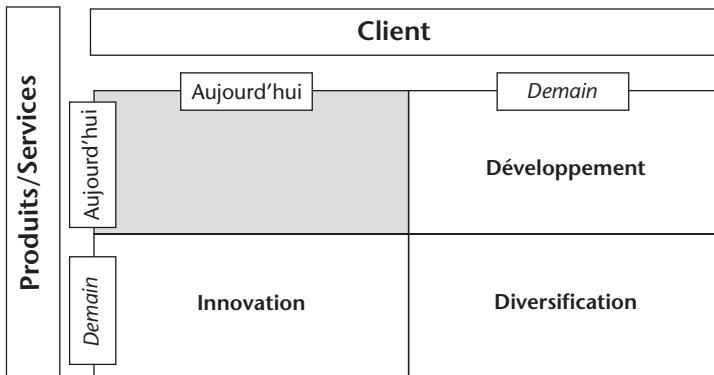 Client
Produits/Services
Aujourd'hui
Demain
Aujourd'hui
Développement
Demain
Innovation
Diversification